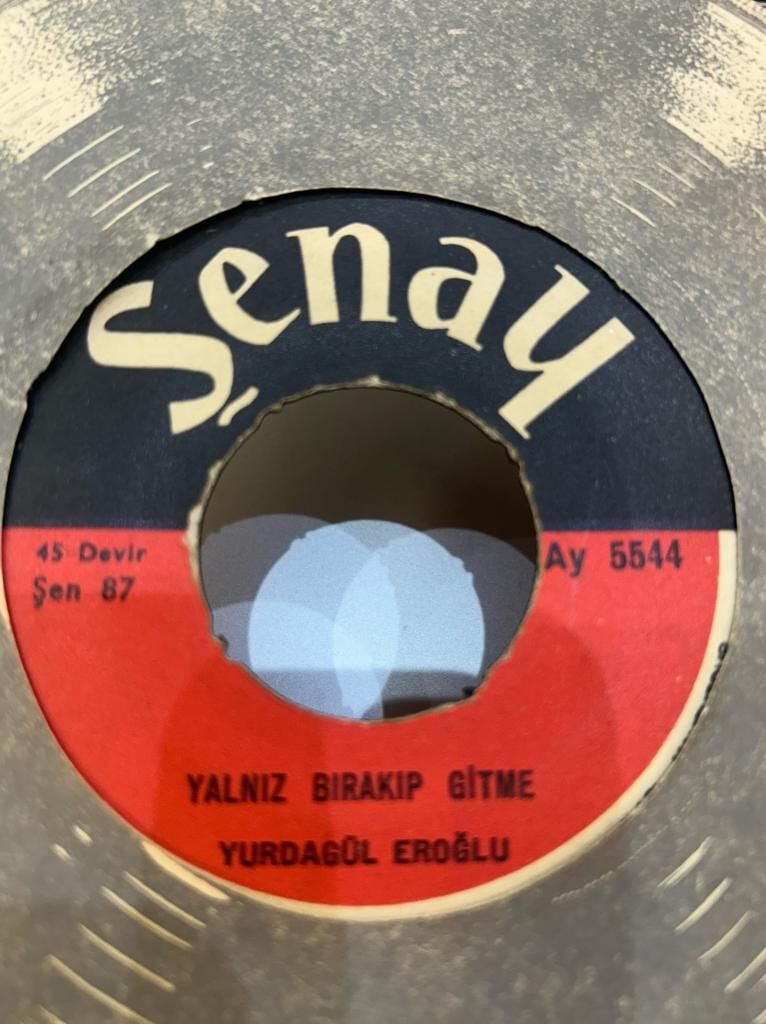 Şenay
45 Devir
Şen 87
Ay 5544
YALNIZ BIRAKIP GİTME
YURDAGÜL EROĞLU